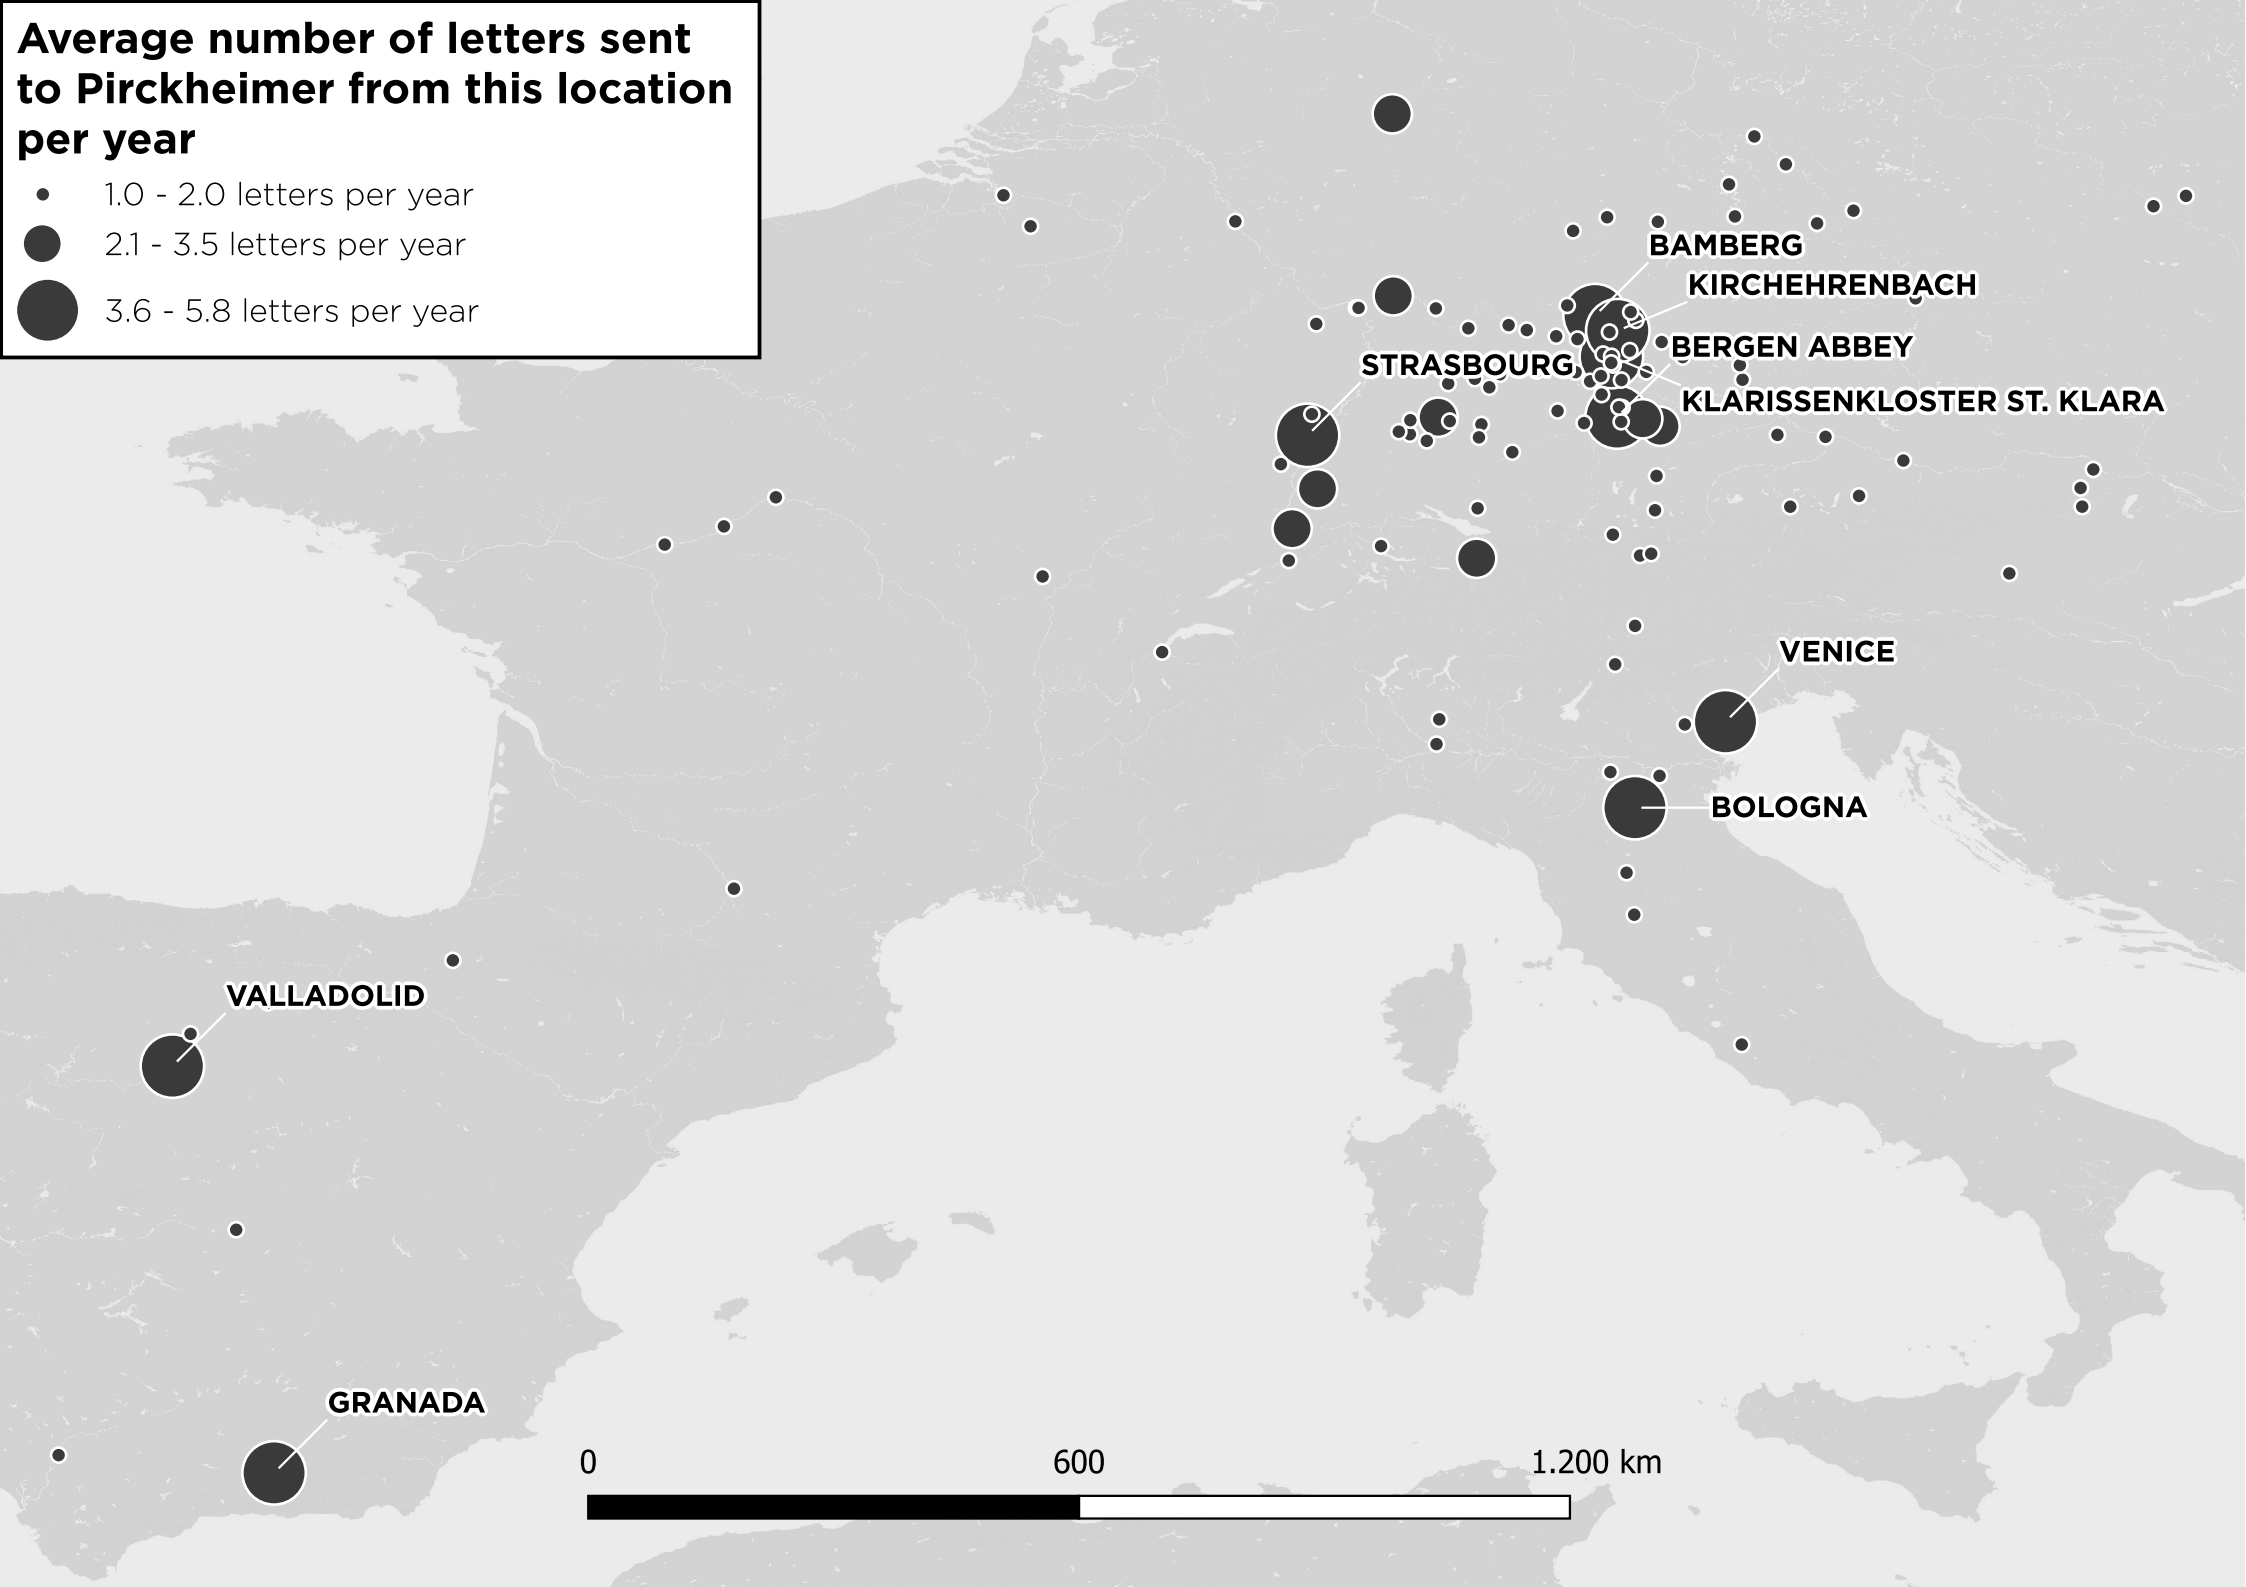 Average number of letters sent
to Pirckheimer from this location
per year
1.0 - 2.0 letters per year
2.1 - 3.5 letters per year
3.6 - 5.8 letters per year
BAMBERG
KIRCHEHRENBACH
BERGEN ABBEY
STRASBOURG
KLARISSENKLOSTER ST. KLARA
VENICE
BOLOGNA
VALLADOLID
GRANADA
0 600 1.200 km